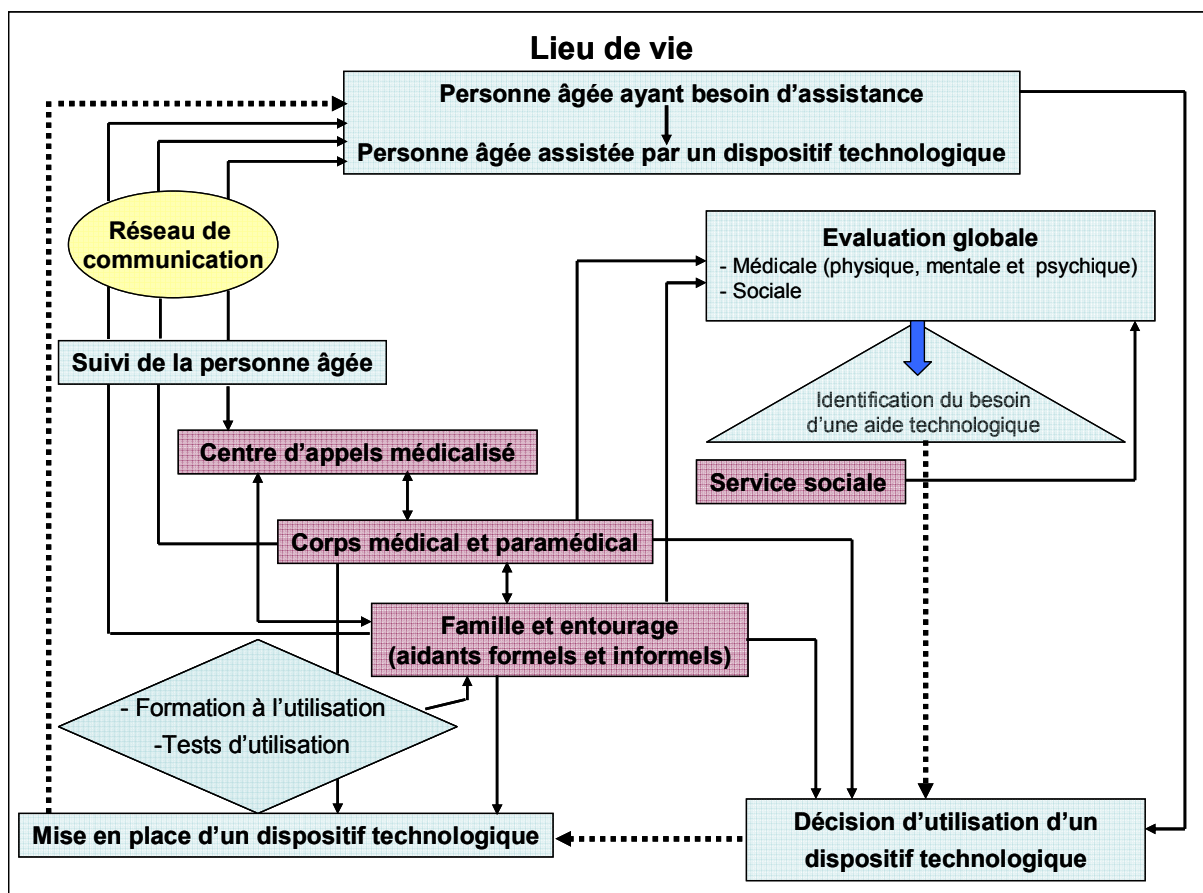 Lieu de vie
Personne âgée ayant besoin d'assistance
Personne âgée assistée par un dispositif technologique
Réseau de
communication
Evaluation globale
- Médicale (physique, mentale et psychique)
- Sociale
Suivi de la personne âgée
Identification du besoin
d'une aide technologique
Centre d'appels médicalisé
Service sociale
Corps médical et paramédical
Famille et entourage
(aidants formels et informels)
- Formation à l'utilisation
-Tests d'utilisation
Mise en place d'un dispositif technologique
Décision d'utilisation d'un
dispositif technologique